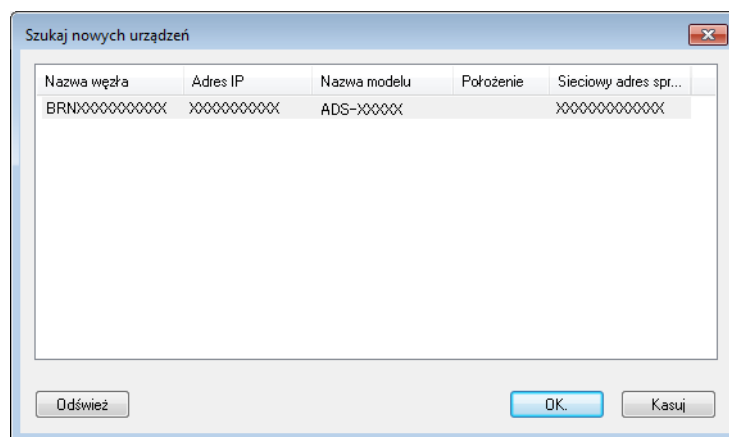 Szukaj nowych urządzeń
Nazwa węzła Adres IP Nazwa modelu Położenie Sieciowy adres spr...
BRNXXXXXXXXXX XXXXXXXXXXX ADS-XXXXX XXXXXXXXXXXX
Odśwież OK. Kasuj